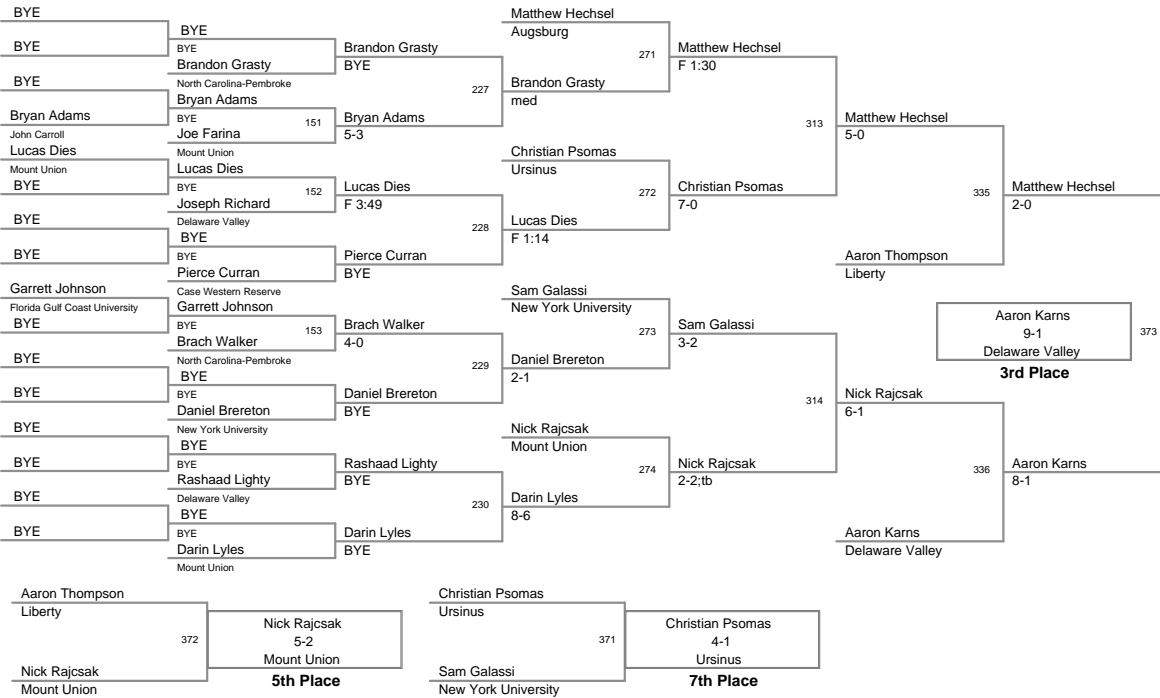 BYE
BYE
BYE
Bryan Adams
John Carroll
Lucas Dies
Mount Union
BYE
BYE
BYE
Garrett Johnson
Florida Gulf Coast University
BYE
BYE
BYE
BYE
BYE
BYE
BYE
BYE
BYE
Brandon Grasty
North Carolina-Pembroke
Bryan Adams
BYE
151
Joe Farina
Mount Union
Lucas Dies
BYE
152
Joseph Richard
Delaware Valley
BYE
BYE
Pierce Curran
Case Western Reserve
Garrett Johnson
BYE
153
Brach Walker
North Carolina-Pembroke
BYE
BYE
Daniel Brereton
New York University
BYE
BYE
Rashaad Lighty
Delaware Valley
BYE
BYE
Darin Lyles
Mount Union
Brandon Grasty
BYE
227
Bryan Adams
5-3
Lucas Dies
F 3:49
228
Pierce Curran
BYE
Brach Walker
4-0
229
Daniel Brereton
BYE
Rashaad Lighty
BYE
230
Darin Lyles
BYE
Matthew Hechsel
Augsburg
271
Brandon Grasty
med
Christian Psomas
Ursinus
272
Lucas Dies
F 1:14
Sam Galassi
New York University
273
Daniel Brereton
2-1
Nick Rajcsak
Mount Union
274
Darin Lyles
8-6
Matthew Hechsel
F 1:30
313
Christian Psomas
7-0
Sam Galassi
3-2
314
Nick Rajcsak
2-2;tb
Matthew Hechsel
5-0
335
Aaron Thompson
Liberty
Nick Rajcsak
6-1
336
Aaron Karns
Delaware Valley
Matthew Hechsel
2-0
Aaron Karns
9-1
Delaware Valley
373
3rd Place
Aaron Karns
8-1
Aaron Thompson
Liberty
372
Nick Rajcsak
Mount Union
Nick Rajcsak
5-2
Mount Union
5th Place
Christian Psomas
Ursinus
371
Sam Galassi
New York University
Christian Psomas
4-1
Ursinus
7th Place